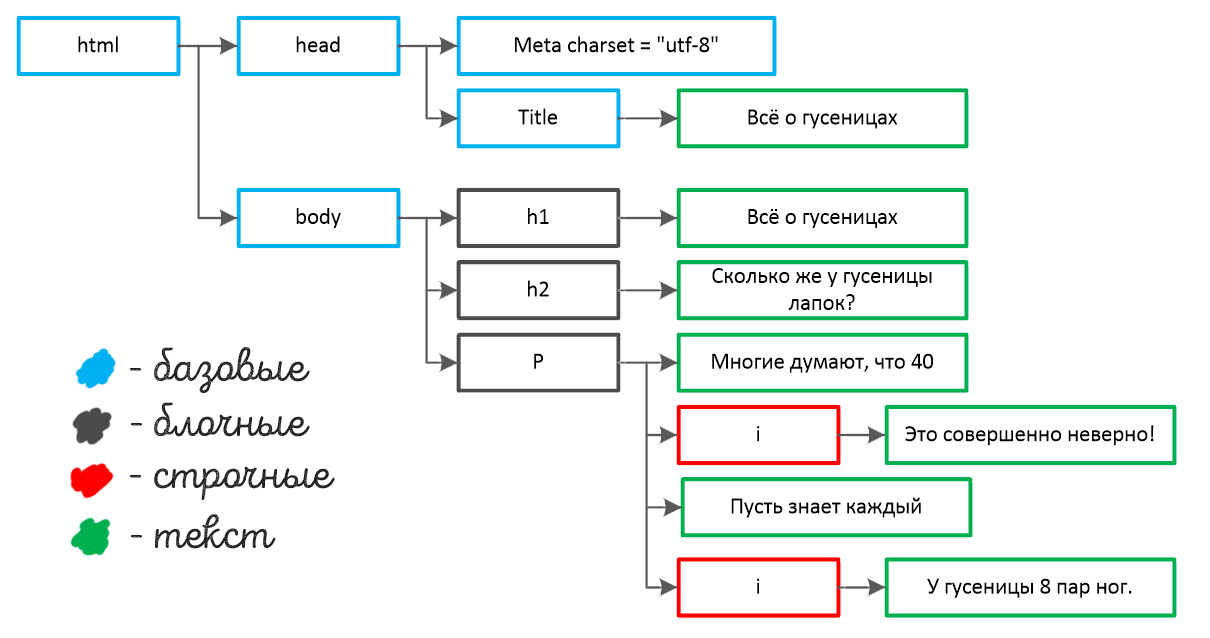 html
head
Meta charset = "utf-8"
Title
Всё о гусеницах
body
h1
Всё о гусеницах
h2
Сколько же у гусеницы
лапок?
P
Многие думают, что 40
i
Это совершенно неверно!
Пусть знает каждый
i
У гусеницы 8 пар ног.
- базовые
- блочные
- строчные
- текст